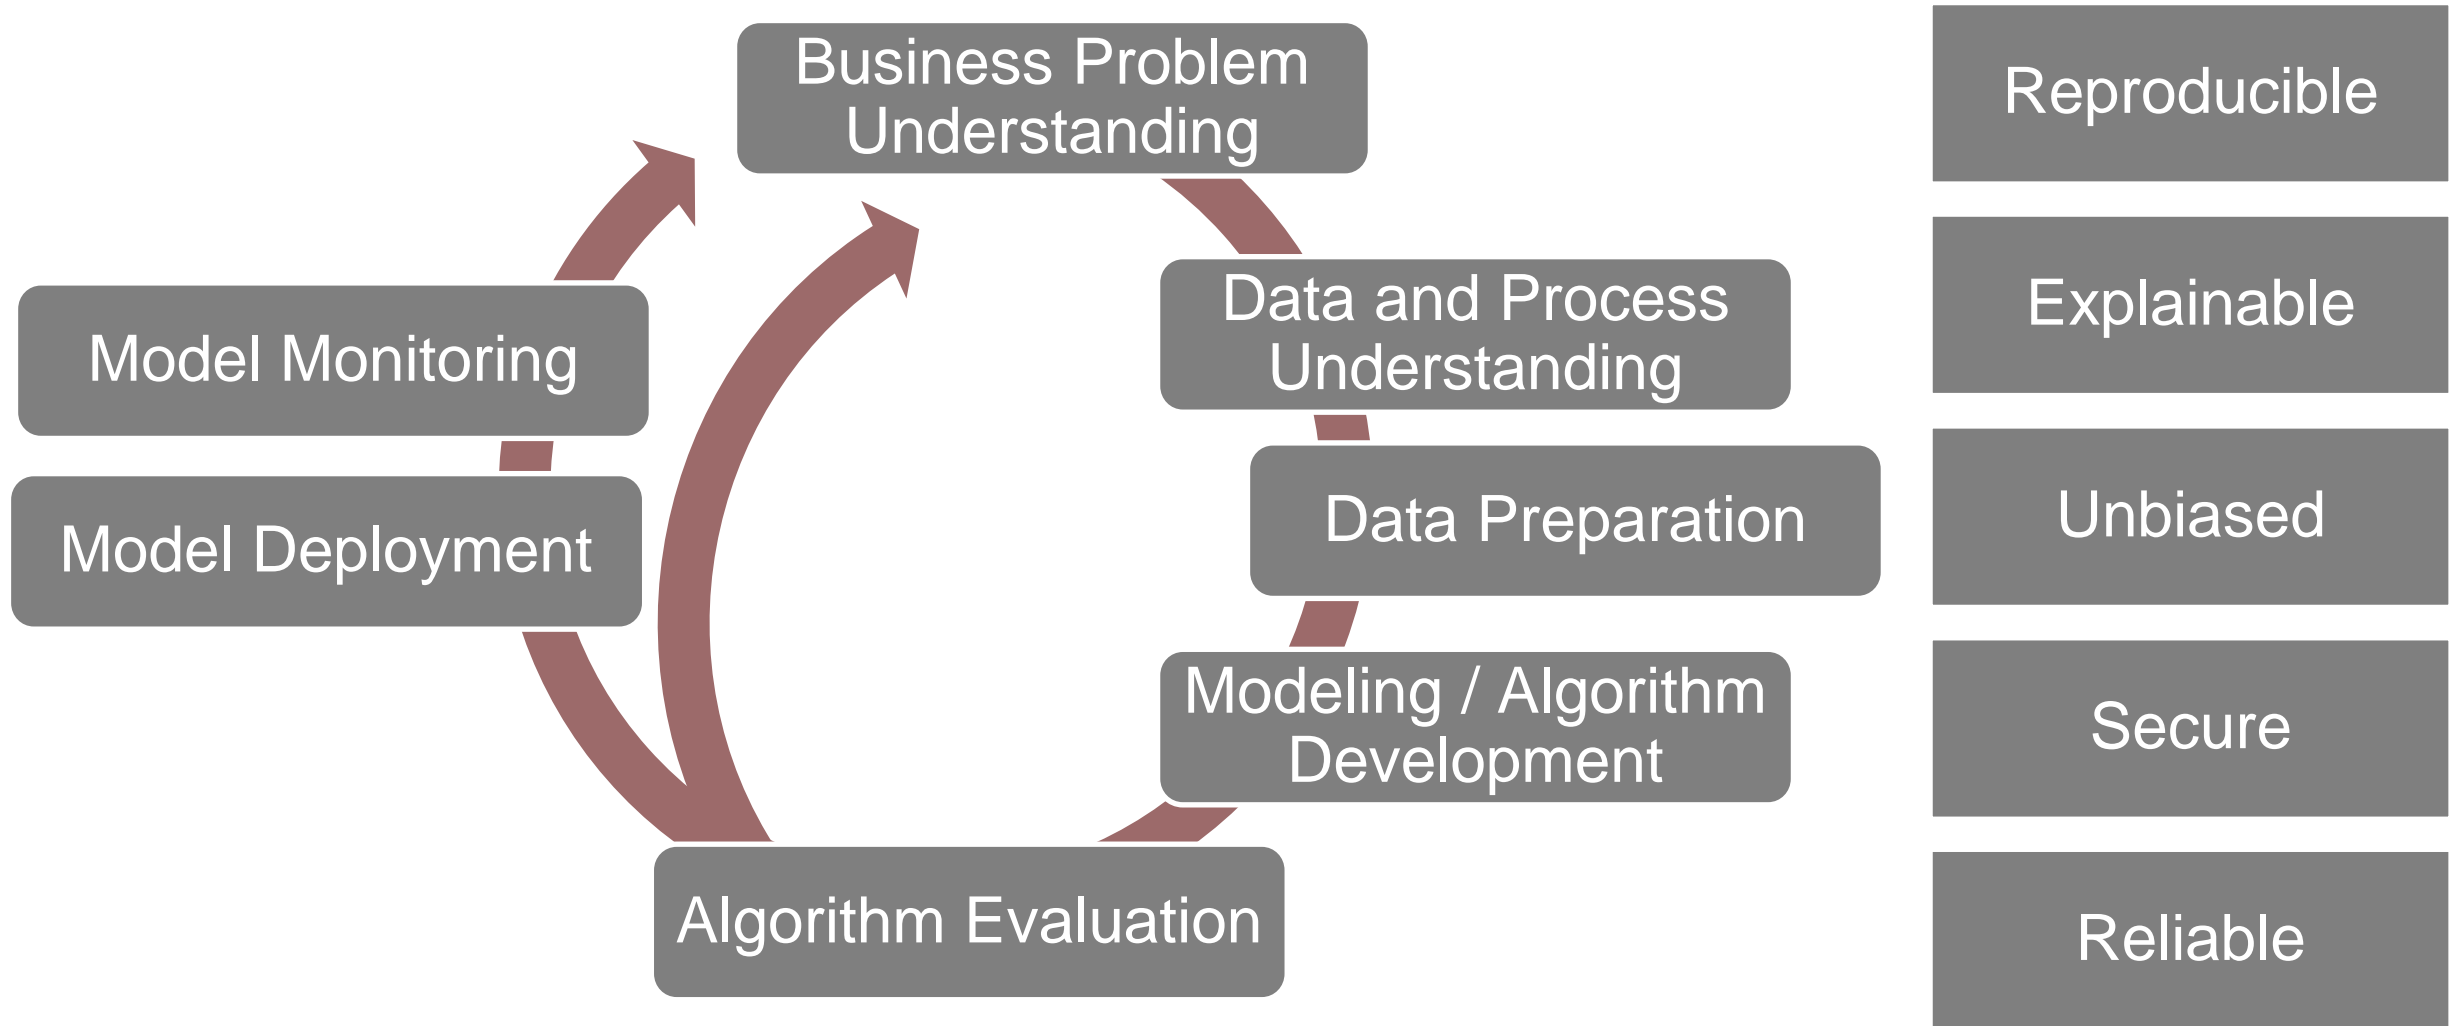 Business Problem
Understanding
Data and Process
Understanding
Data Preparation
Modeling / Algorithm
Development
Algorithm Evaluation
Model Deployment
Model Monitoring
Reproducible
Explainable
Unbiased
Secure
Reliable